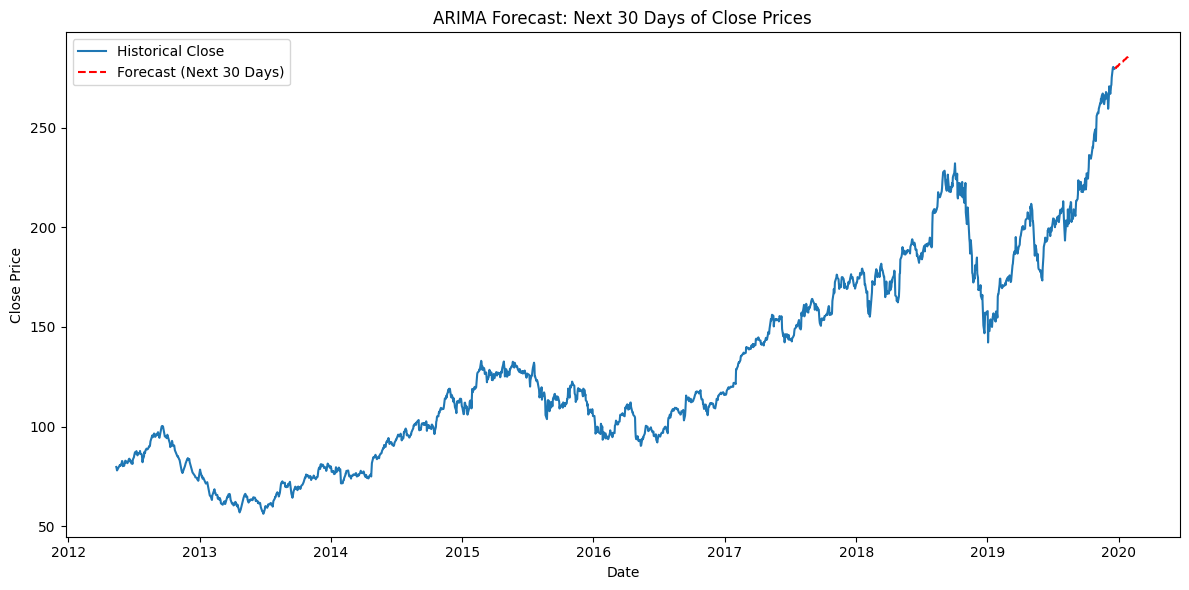 ARIMA Forecast: Next 30 Days of Close Prices
Historical Close
Forecast (Next 30 Days)
Close Price
250
200
150
100
50
2012 2013 2014 2015 2016 2017 2018 2019 2020
Date